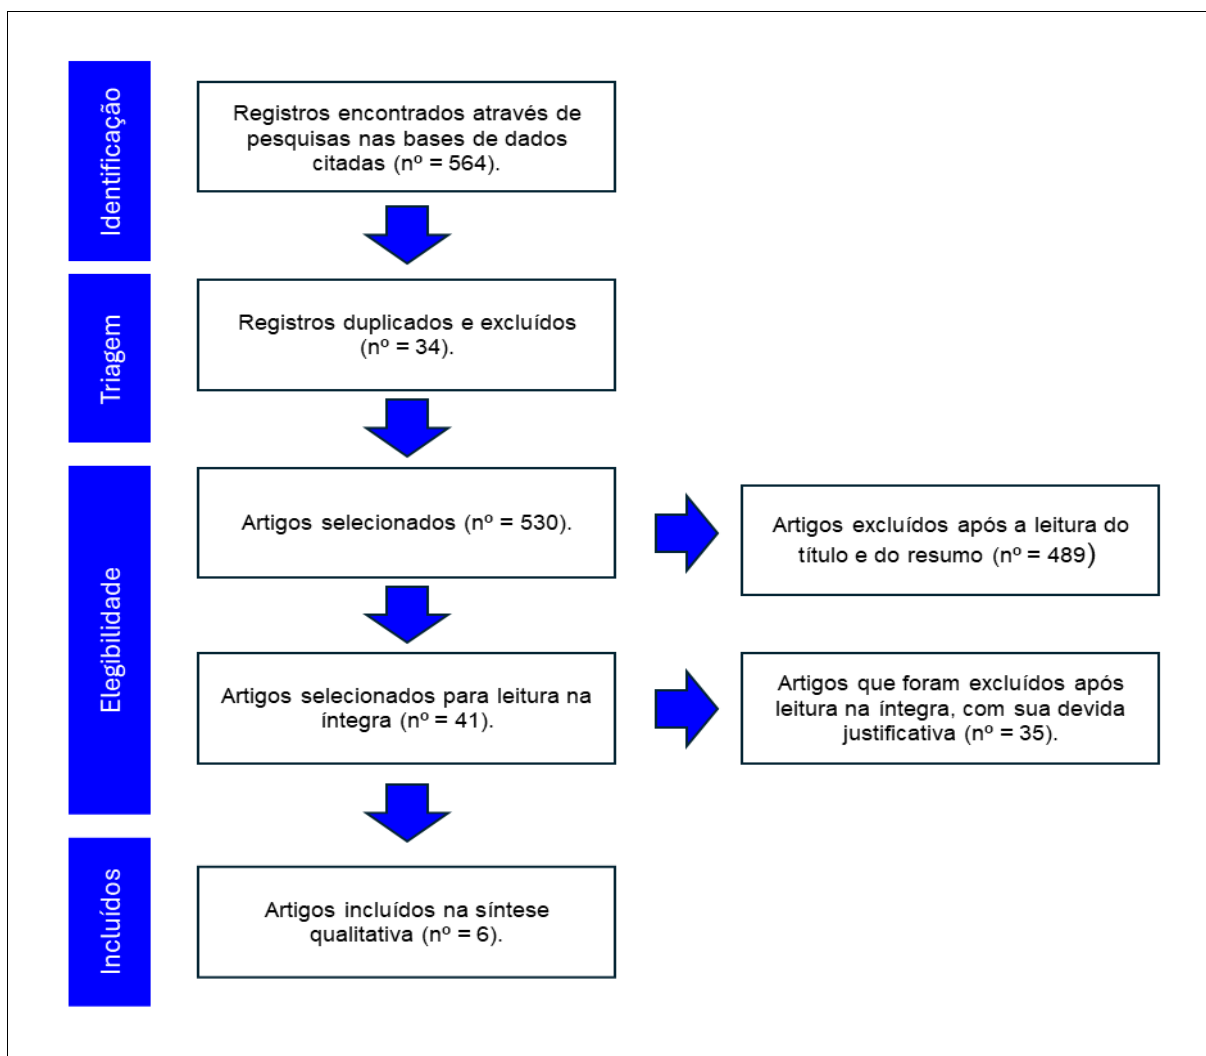 Identificação
Registros encontrados através de
pesquisas nas bases de dados
citadas (nº = 564).
Triagem
Registros duplicados e excluídos
(nº = 34).
Elegibilidade
Artigos selecionados (nº = 530).
Artigos excluídos após a leitura do
título e do resumo (nº = 489)
Artigos selecionados para leitura na
íntegra (nº = 41).
Artigos que foram excluídos após
leitura na íntegra, com sua devida
justificativa (nº = 35).
Incluídos
Artigos incluídos na síntese
qualitativa (nº = 6).